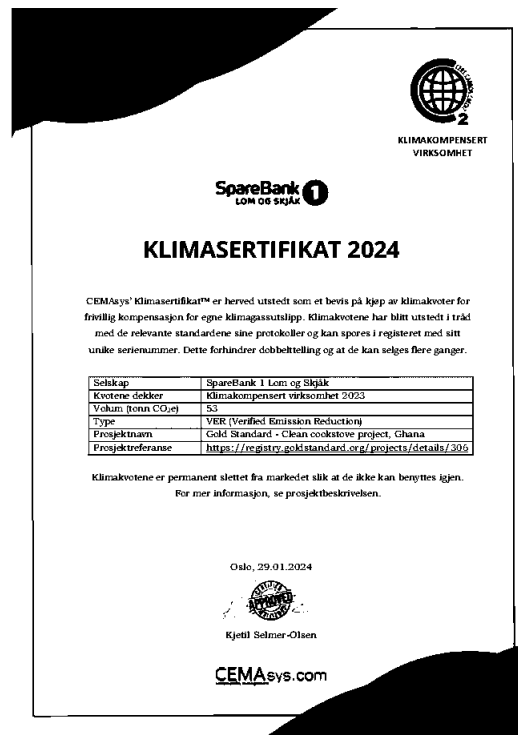 2
KLIMAKOMPENSERT
VIRKSOMHET
SpareBank 1
LOM OG SKJÅK
KLIMASERTIFIKAT 2024
CEMAsys' Klimasertifikat™ er herved utstedt som et bevis på kjøp av klimakvoter for
frivillig kompensasjon for egne klimagassutslipp. Klimakvotene har blitt utstedt i tråd
med de relevante standardene sine protokoller og kan spores i registeret med sitt
unike serienummer. Dette forhindrer dobbelttelling og at de kan selges flere ganger.
Selskap SpareBank 1 Lom og Skjåk
Kvotene dekker Klimakompensert virksomhet 2023
Volum (tonn CO₂e) 53
Type VER (Verified Emission Reduction)
Prosjektnavn Gold Standard - Clean cookstove project, Ghana
Prosjektreferanse https://registry.goldstandard.org/projects/details/306
Klimakvotene er permanent slettet fra markedet slik at de ikke kan benyttes igjen.
For mer informasjon, se prosjektbeskrivelsen.
Oslo, 29.01.2024
APPROVED
Kjetil Selmer-Olsen
CEMAsys.com